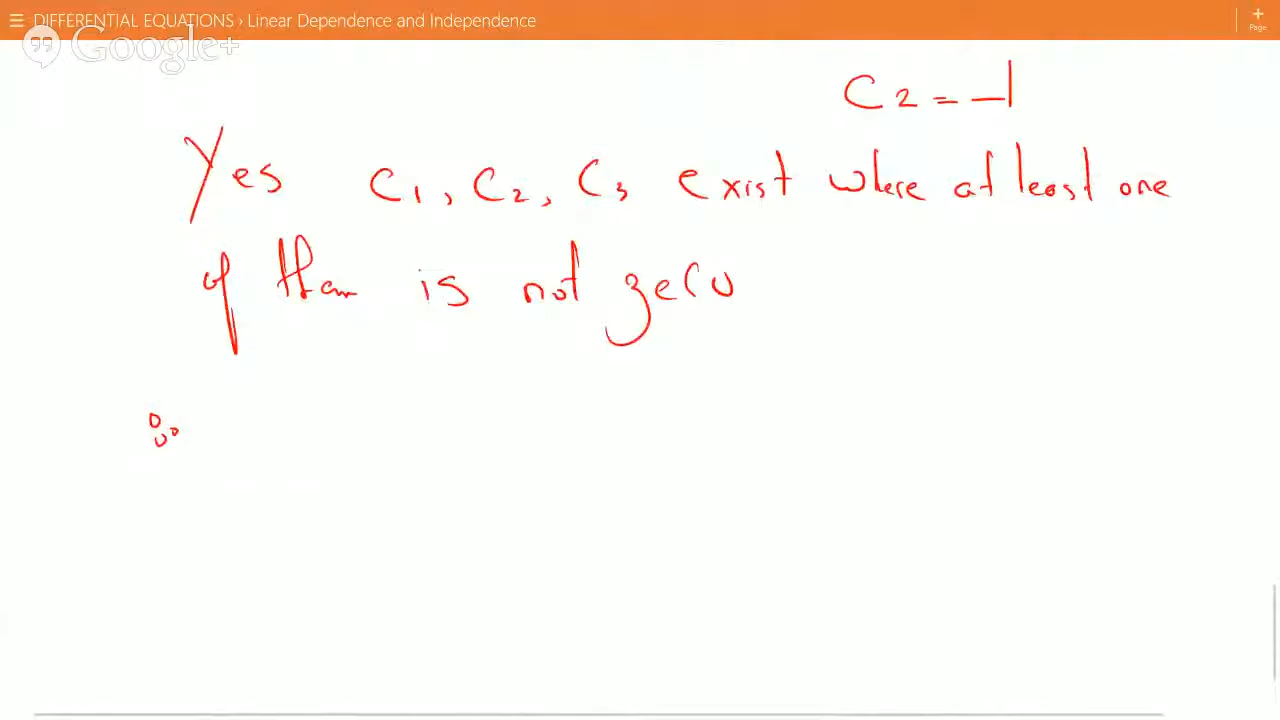 DIFFERENTIAL EQUATIONS › Linear Dependence and Independence
+
Page
Google+
C2 = -1
Yes C1, C2, C3 exist where at least one
of them is not zero
∴